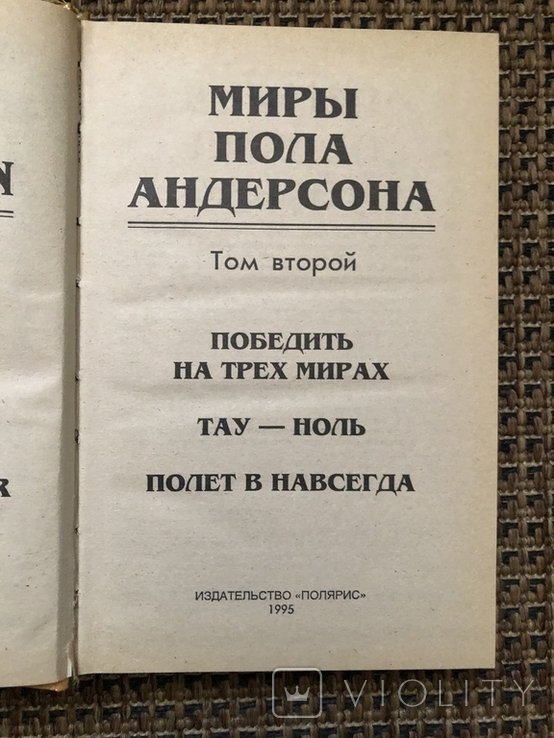 МИРЫ
ПОЛА
АНДЕРСОНА
Том второй
ПОБЕДИТЬ
НА ТРЕХ МИРАХ
ТАУ — НОЛЬ
ПОЛЕТ В НАВСЕГДА
ИЗДАТЕЛЬСТВО «ПОЛЯРИС»
1995
VIOLITY